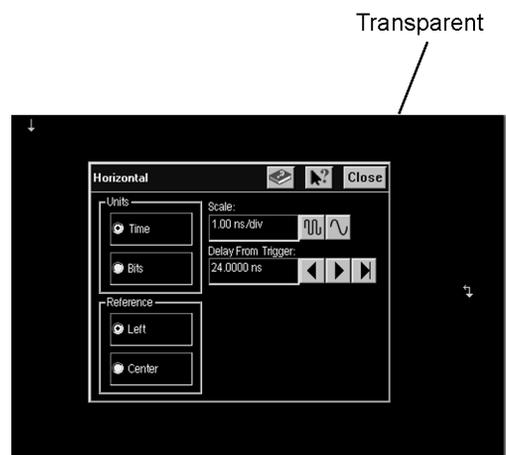 Transparent
Horizontal
?
Close
Units
Time
Bits
Scale:
1.00 ns/div
Delay From Trigger:
24.0000 ns
Reference
Left
Center